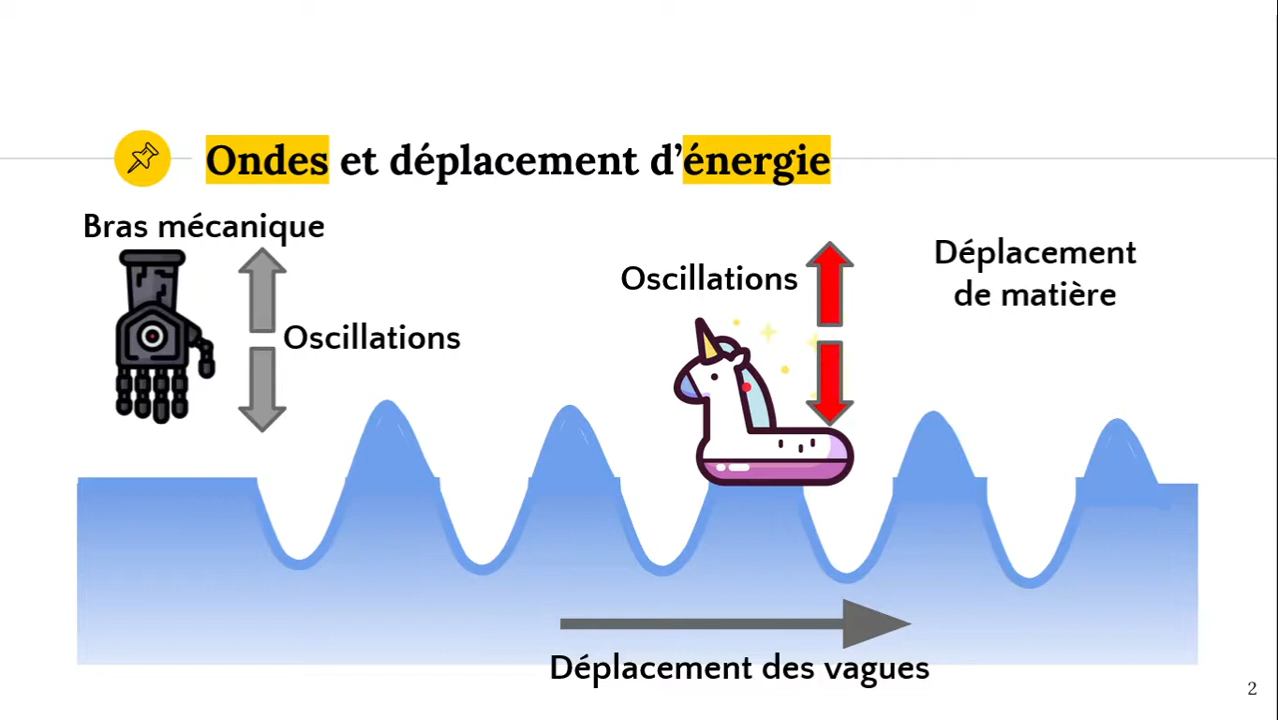 Ondes et déplacement d’énergie
Bras mécanique
Oscillations
Oscillations
Déplacement
de matière
Déplacement des vagues
2